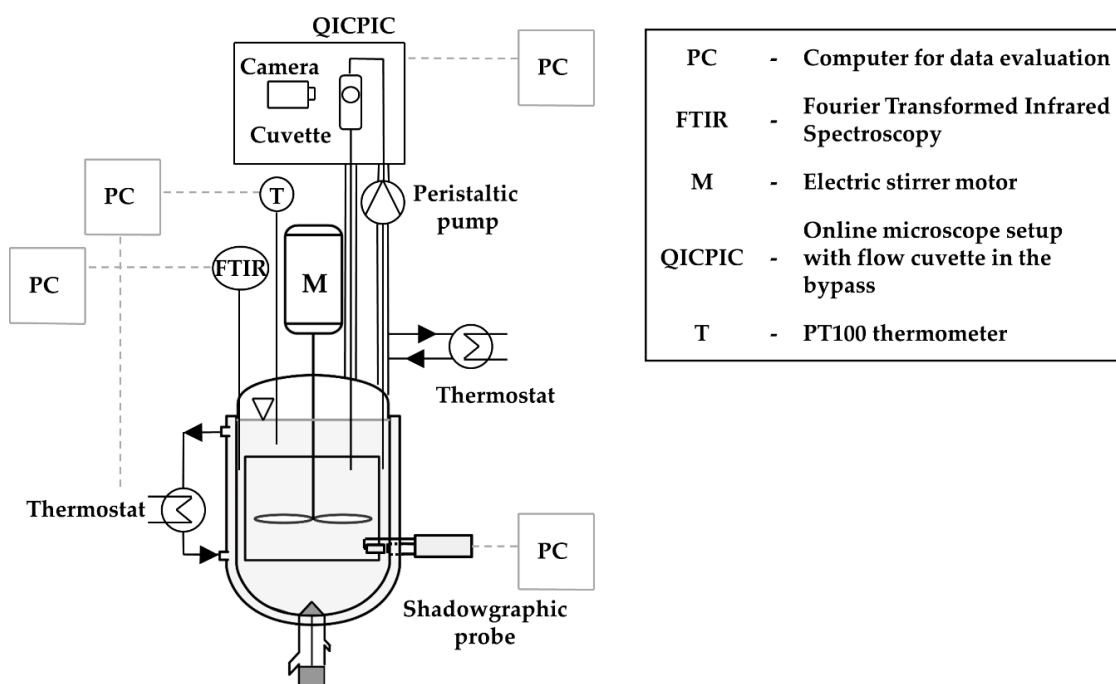 QICPIC
Camera
Cuvette
PC
PC
T
Peristaltic
pump
FTIR
PC
M
Thermostat
Thermostat
PC
Shadowgraphic
probe
PC - Computer for data evaluation
FTIR - Fourier Transformed Infrared
Spectroscopy
M - Electric stirrer motor
QICPIC - Online microscope setup
with flow cuvette in the
bypass
T - PT100 thermometer